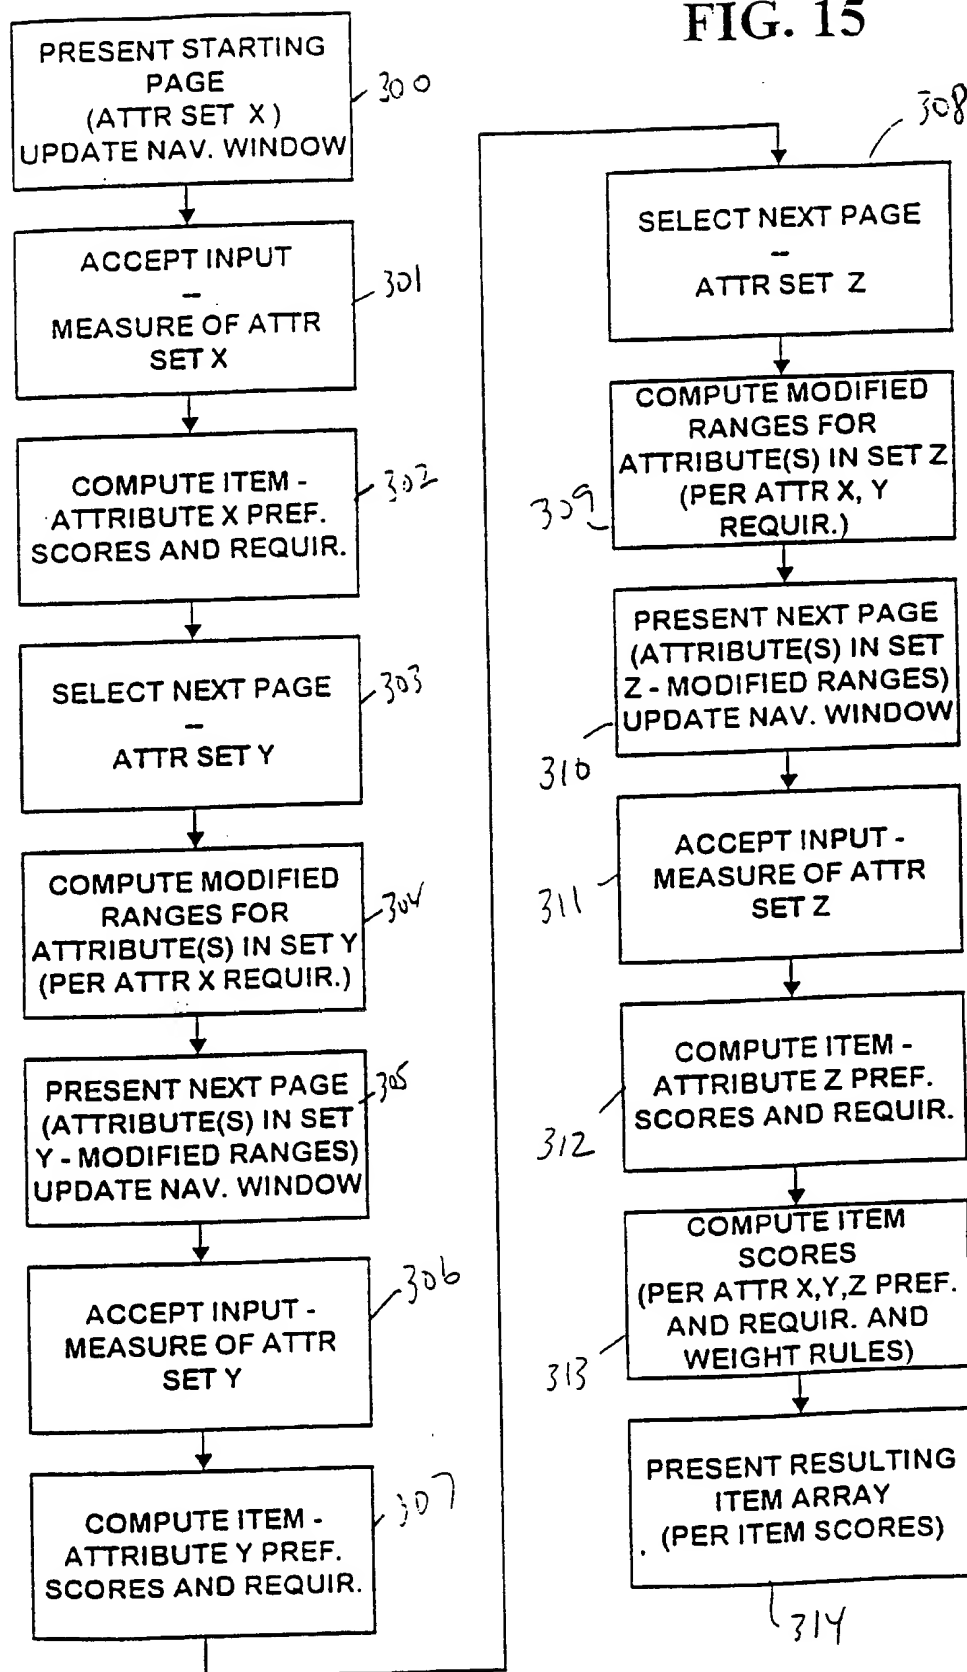 FIG. 15
PRESENT STARTING
PAGE
(ATTR SET X)
UPDATE NAV. WINDOW
300
ACCEPT INPUT
–
MEASURE OF ATTR
SET X
301
COMPUTE ITEM -
ATTRIBUTE X PREF.
SCORES AND REQUIR.
302
SELECT NEXT PAGE
–
ATTR SET Y
303
COMPUTE MODIFIED
RANGES FOR
ATTRIBUTE(S) IN SET Y
(PER ATTR X REQUIR.)
304
PRESENT NEXT PAGE
(ATTRIBUTE(S) IN SET
Y - MODIFIED RANGES)
UPDATE NAV. WINDOW
305
ACCEPT INPUT -
MEASURE OF ATTR
SET Y
306
COMPUTE ITEM -
ATTRIBUTE Y PREF.
SCORES AND REQUIR.
307
SELECT NEXT PAGE
–
ATTR SET Z
308
COMPUTE MODIFIED
RANGES FOR
ATTRIBUTE(S) IN SET Z
(PER ATTR X, Y
REQUIR.)
309
PRESENT NEXT PAGE
(ATTRIBUTE(S) IN SET
Z - MODIFIED RANGES)
UPDATE NAV. WINDOW
310
ACCEPT INPUT -
MEASURE OF ATTR
SET Z
311
COMPUTE ITEM -
ATTRIBUTE Z PREF.
SCORES AND REQUIR.
312
COMPUTE ITEM
SCORES
(PER ATTR X,Y,Z PREF.
AND REQUIR. AND
WEIGHT RULES)
313
PRESENT RESULTING
ITEM ARRAY
(PER ITEM SCORES)
314